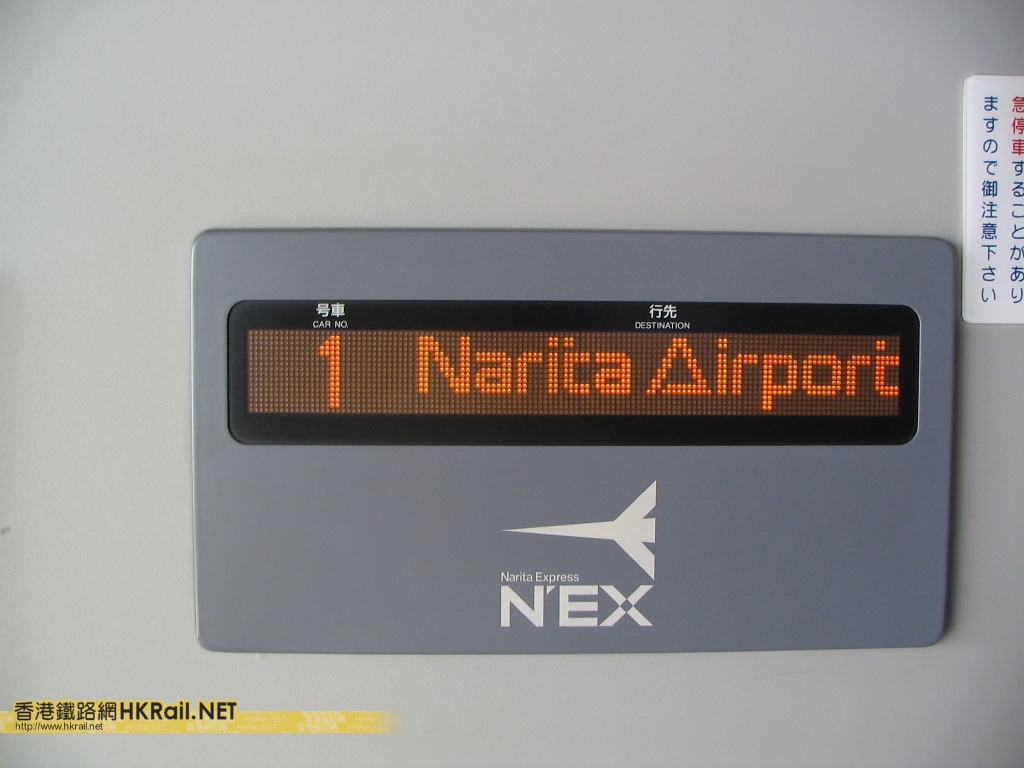 急停車することがあり
ますので御注意下さい
号車
CAR NO.
行先
DESTINATION
1 Narita Airport
Narita Express
N'EX
香港鐵路網HKRail.NET
http://www.hkrail.net